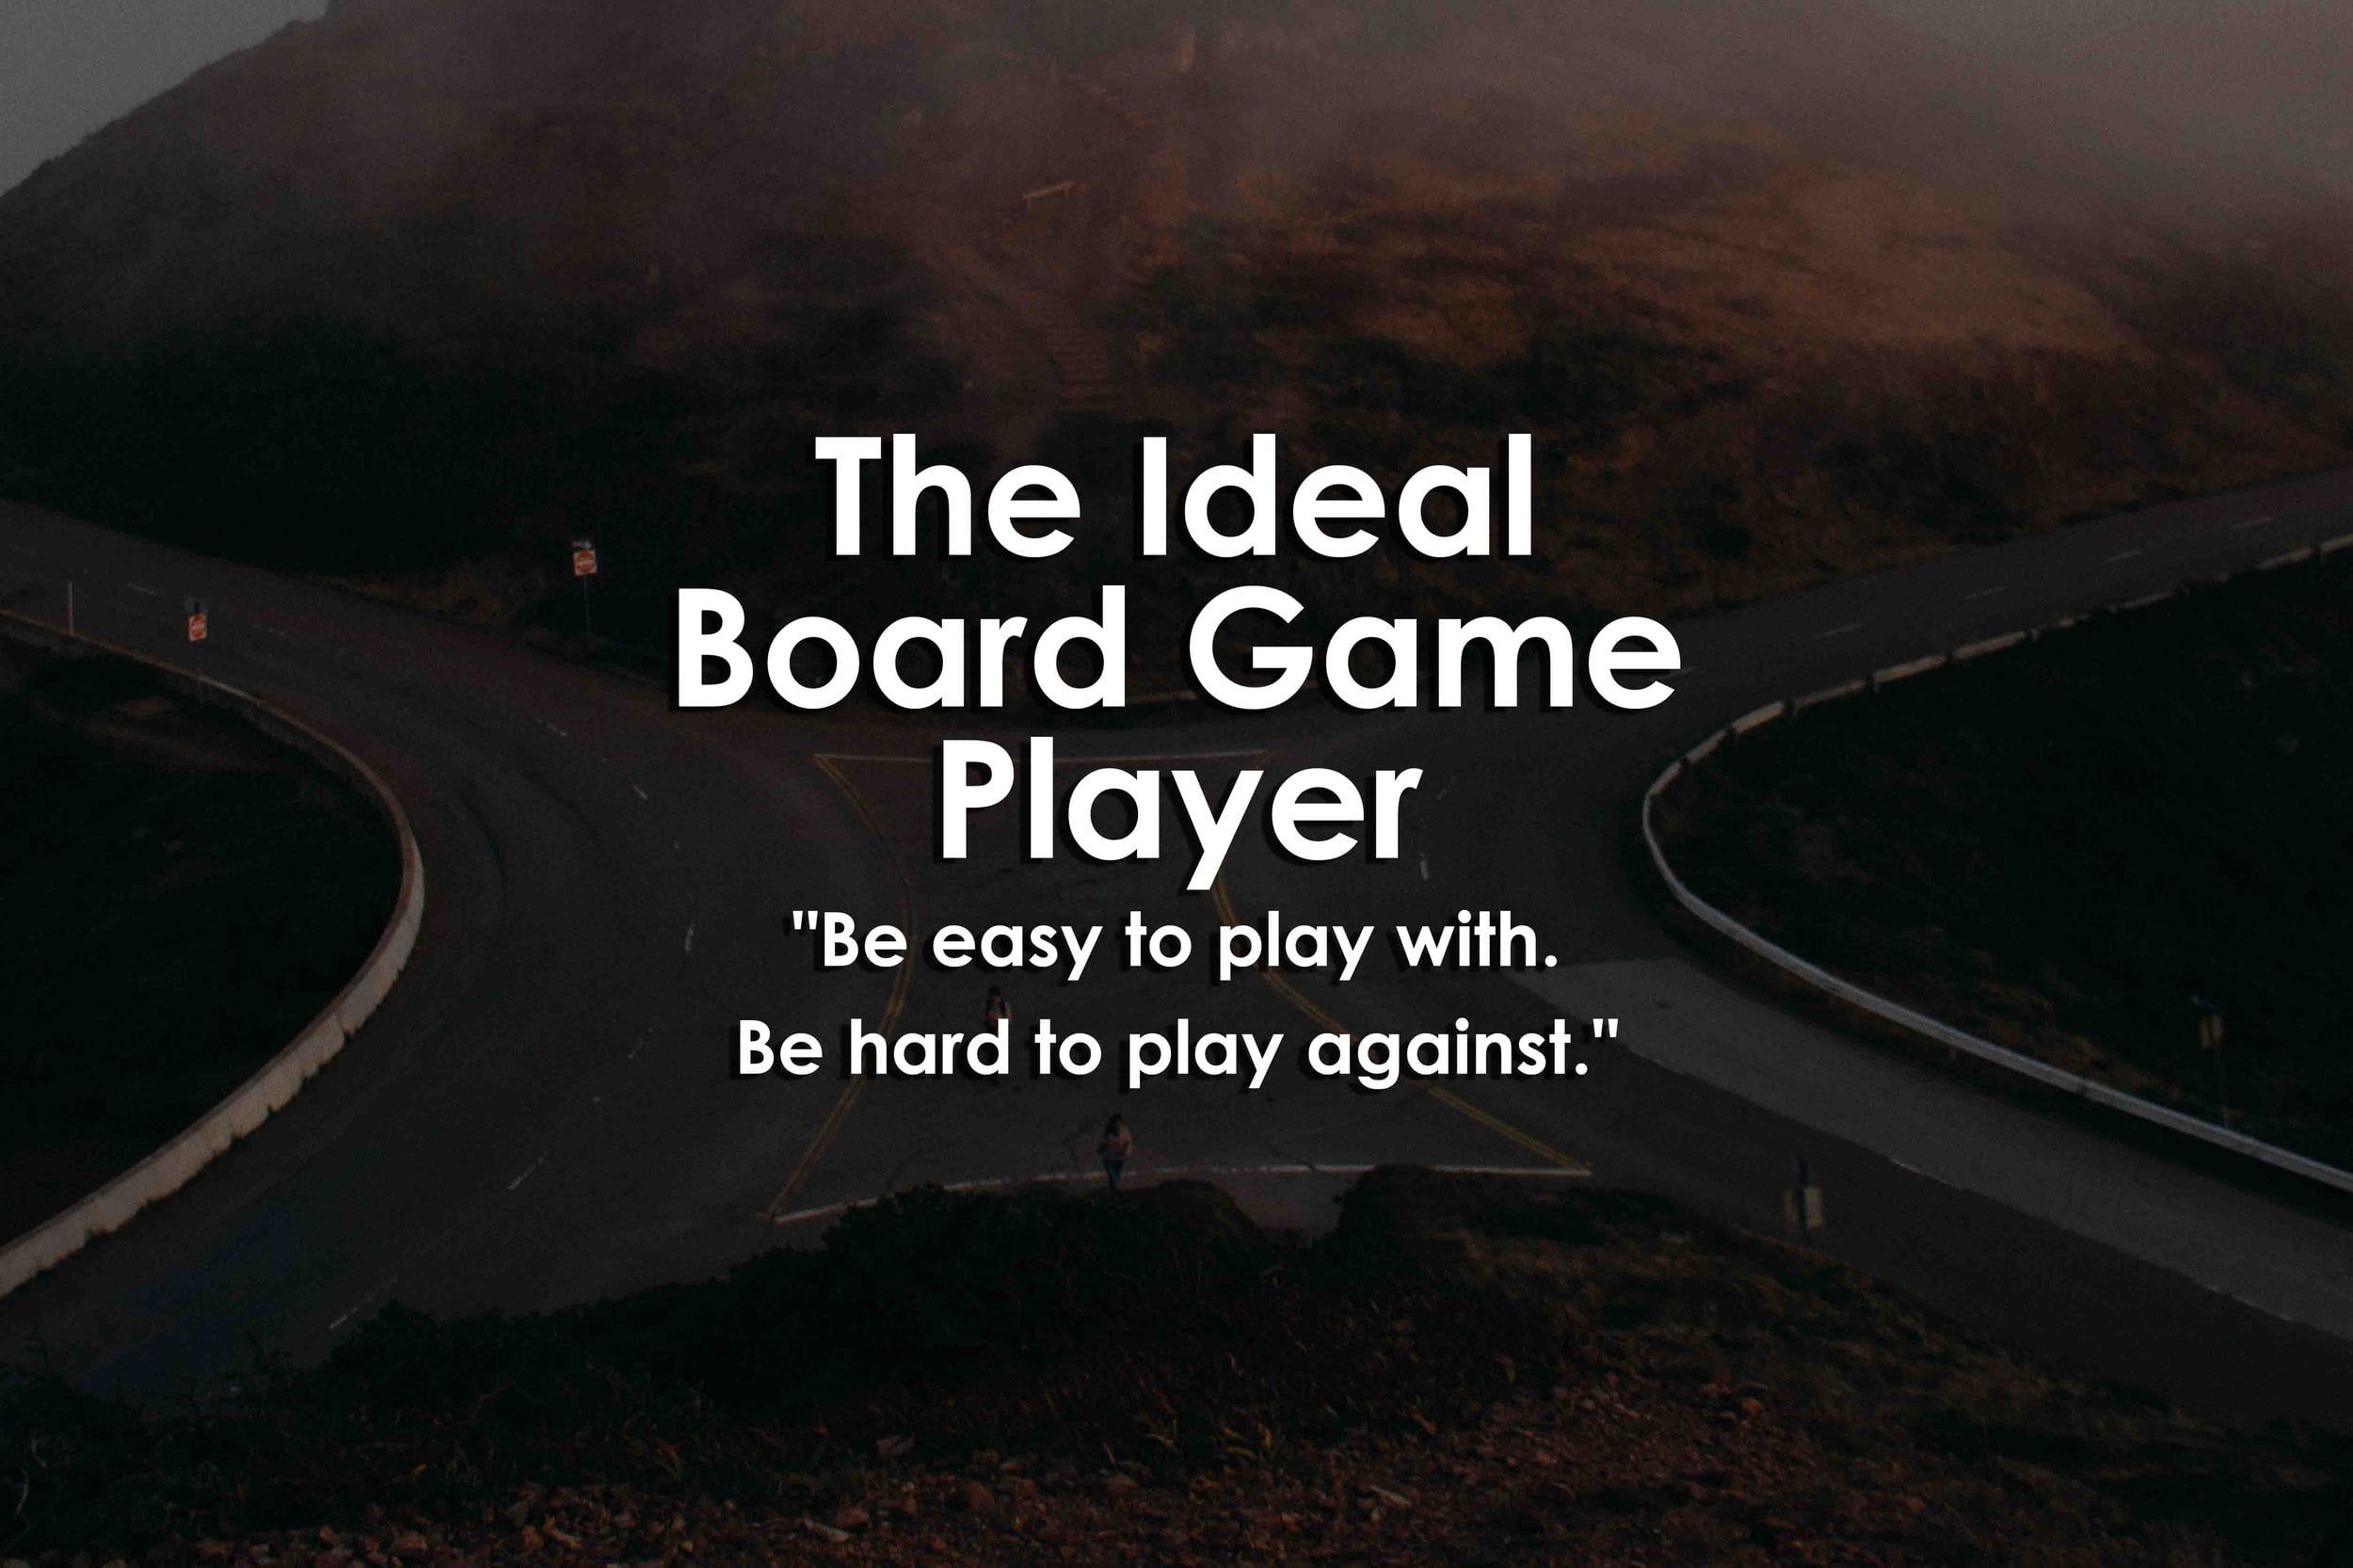 The Ideal
Board Game
Player
"Be easy to play with.
Be hard to play against."